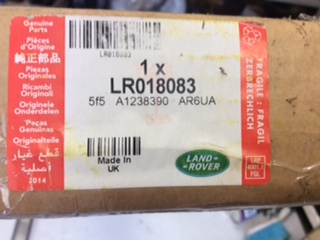 Genuine Parts
Pièces
d'Origine
純正部品
Piezas
Originales
Ricambi
Originali
Originele
Onderdelen
Peças
Genuínas
Originalteile
قطع غيار
أصلية
2014
LR018083
1 x
LR018083
5f5 A1238390 AR6UA
Made In
UK
LAND-
ROVER
FRAGILE : FRAGIL
ZERBRECHLICH
PGL